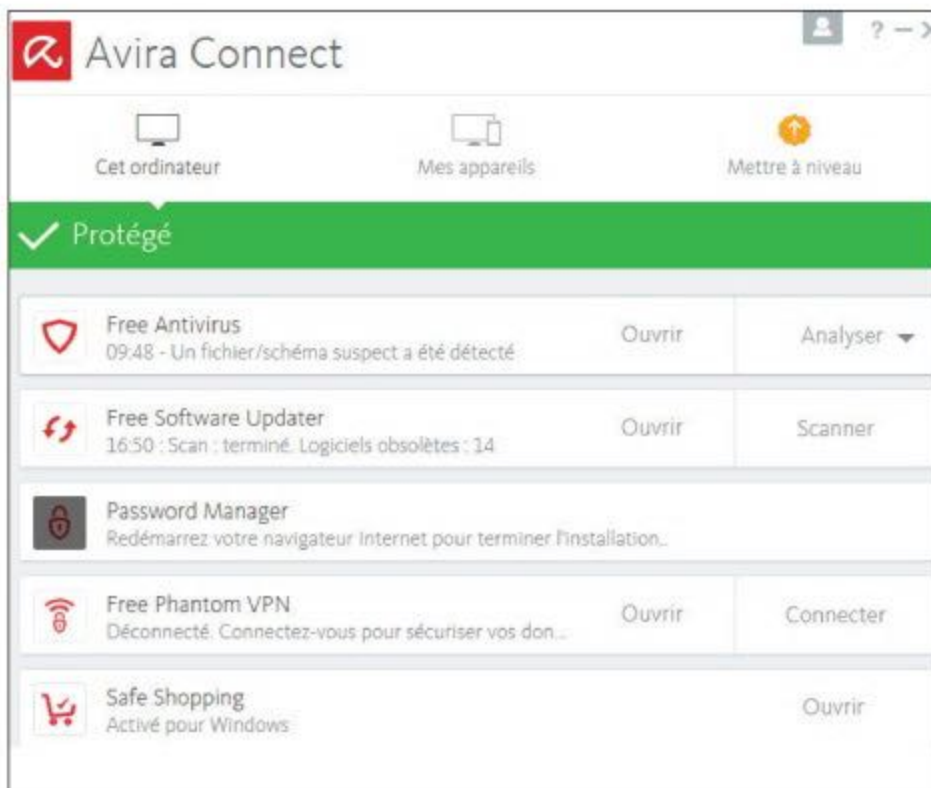 Avira Connect
? — X
Cet ordinateur
Mes appareils
Mettre à niveau
Protégé
Free Antivirus
09:48 - Un fichier/schéma suspect a été détecté
Ouvrir
Analyser
Free Software Updater
16:50 : Scan : terminé. Logiciels obsolètes : 14
Ouvrir
Scanner
Password Manager
Redémarrez votre navigateur Internet pour terminer l'installation...
Free Phantom VPN
Déconnecté. Connectez-vous pour sécuriser vos don...
Ouvrir
Connecter
Safe Shopping
Activé pour Windows
Ouvrir